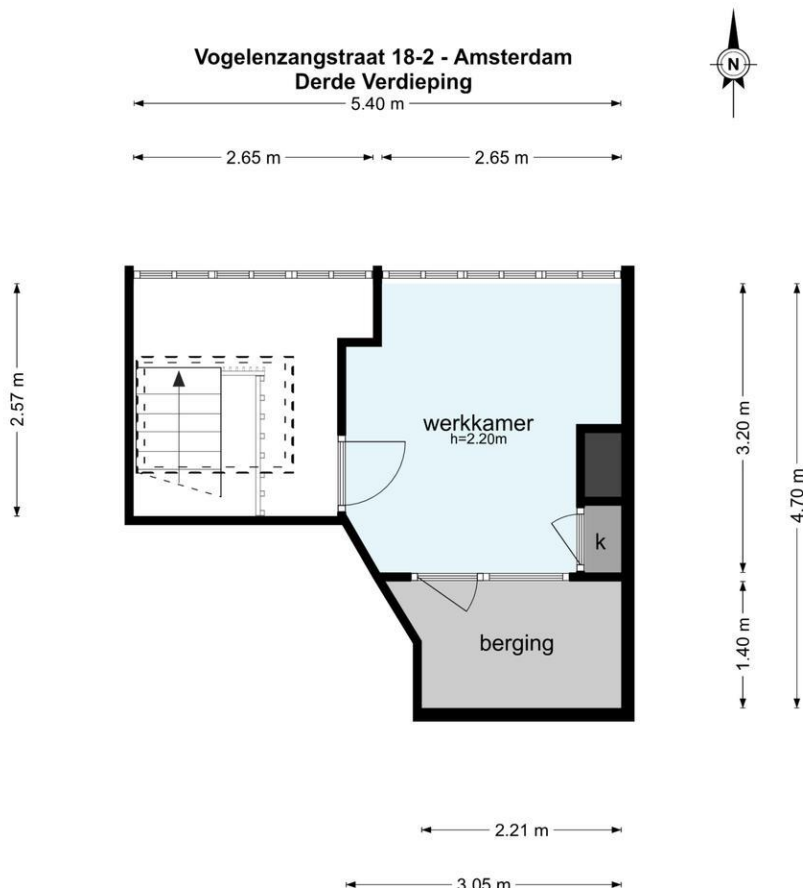 Vogelenzangstraat 18-2 - Amsterdam
Derde Verdieping
N
5.40 m
2.65 m
2.65 m
2.57 m
werkkamer
h=2.20m
3.20 m
4.70 m
k
berging
1.40 m
2.21 m
3.05 m